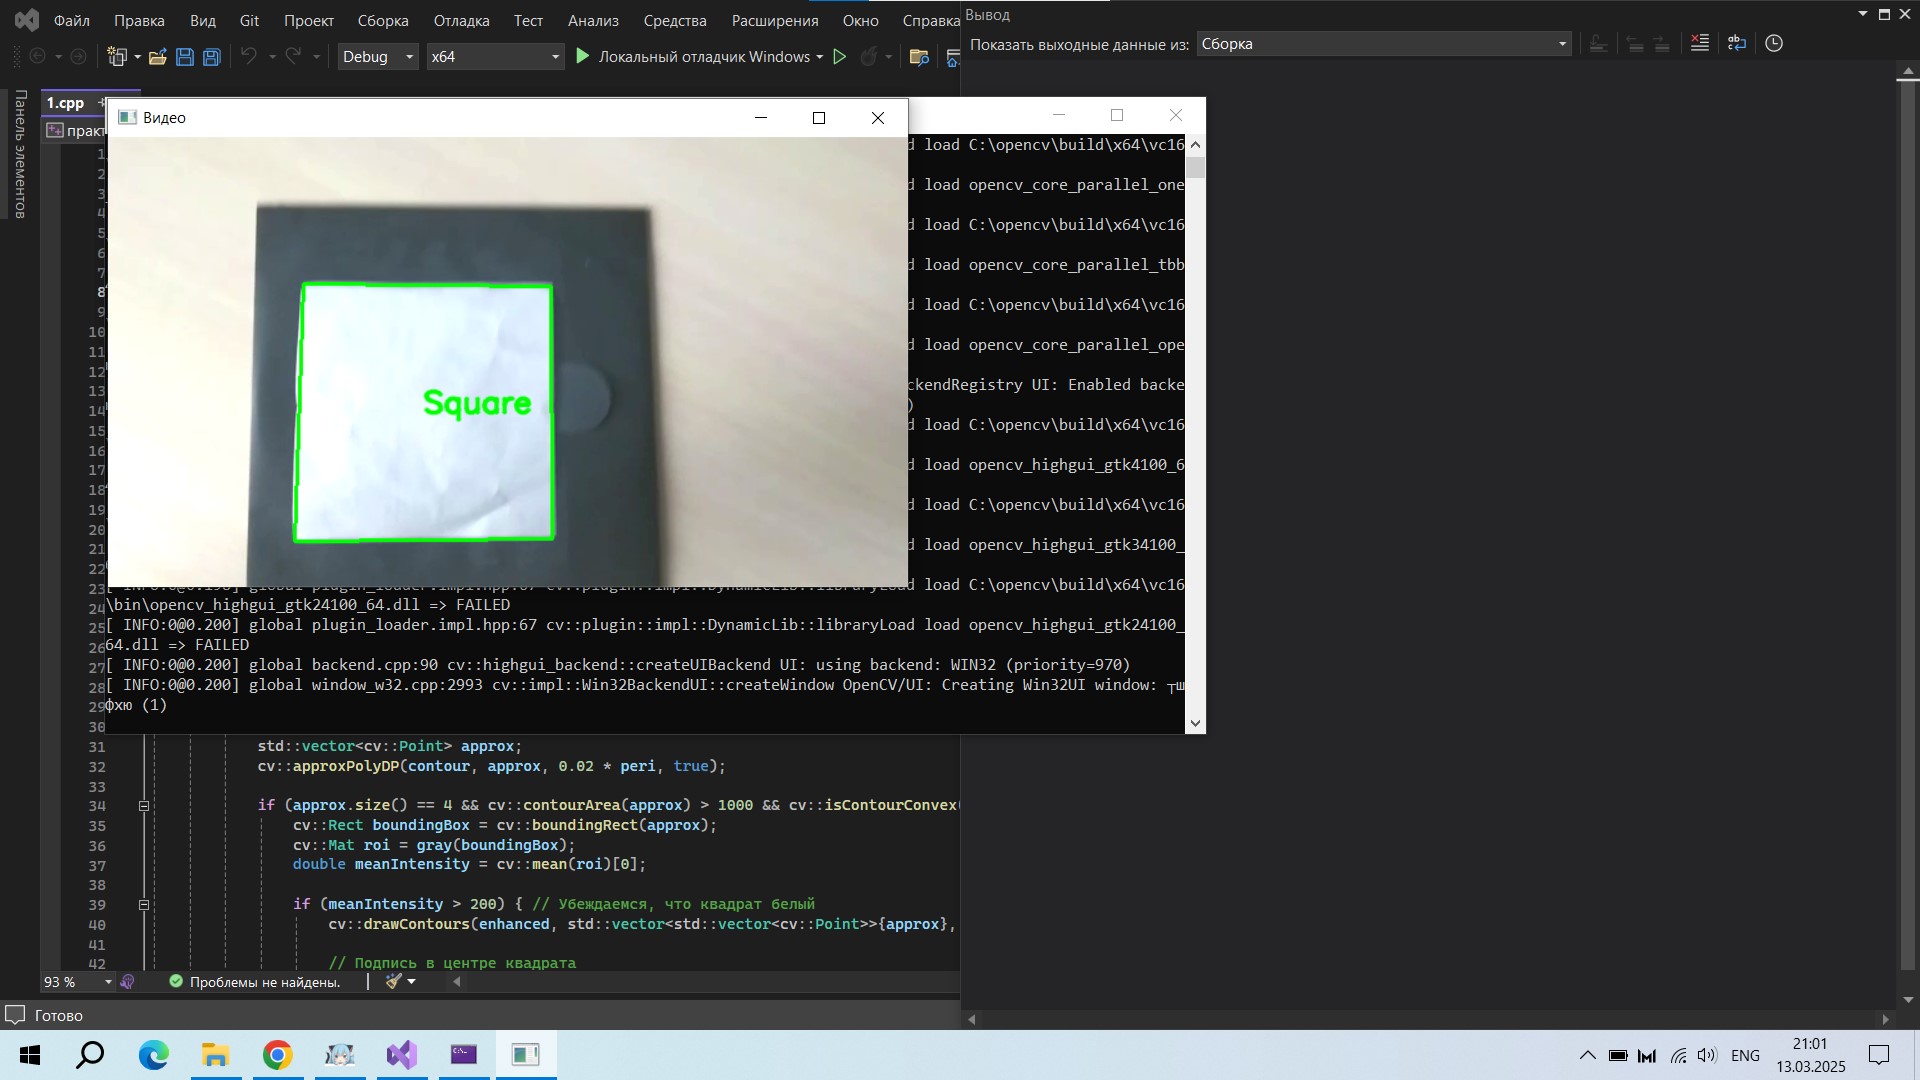 Файл Правка Вид Git Проект Сборка Отладка Тест Анализ Средства Расширения Окно Справка
Вывод
Показать выходные данные из: Сборка
Debug x64 Локальный отладчик Windows
Панель элементов
1.cpp
Видео
d load C:\opencv\build\x64\vc16
d load opencv_core_parallel_one
d load C:\opencv\build\x64\vc16
d load opencv_core_parallel_tbb
d load C:\opencv\build\x64\vc16
d load opencv_core_parallel_ope
ckendRegistry UI: Enabled backe
)
d load C:\opencv\build\x64\vc16
d load opencv_highgui_gtk4100_6
d load C:\opencv\build\x64\vc16
d load opencv_highgui_gtk34100_
d load C:\opencv\build\x64\vc16
Square
\bin\opencv_highgui_gtk24100_64.dll => FAILED
[ INFO:0@0.200] global plugin_loader.impl.hpp:67 cv::plugin::impl::DynamicLib::libraryLoad load opencv_highgui_gtk24100_
64.dll => FAILED
[ INFO:0@0.200] global backend.cpp:90 cv::highgui_backend::createUIBackend UI: using backend: WIN32 (priority=970)
[ INFO:0@0.200] global window_w32.cpp:2993 cv::impl::Win32BackendUI::createWindow OpenCV/UI: Creating Win32UI window: ┬ш
фхю (1)
30
31 std::vector<cv::Point> approx;
32 cv::approxPolyDP(contour, approx, 0.02 * peri, true);
33
34 if (approx.size() == 4 && cv::contourArea(approx) > 1000 && cv::isContourConvex(
35 cv::Rect boundingBox = cv::boundingRect(approx);
36 cv::Mat roi = gray(boundingBox);
37 double meanIntensity = cv::mean(roi)[0];
38
39 if (meanIntensity > 200) { // Убеждаемся, что квадрат белый
40 cv::drawContours(enhanced, std::vector<std::vector<cv::Point>>{approx},
41
42 // Подпись в центре квадрата
93 % Проблемы не найдены.
Готово
ENG 21:01
13.03.2025